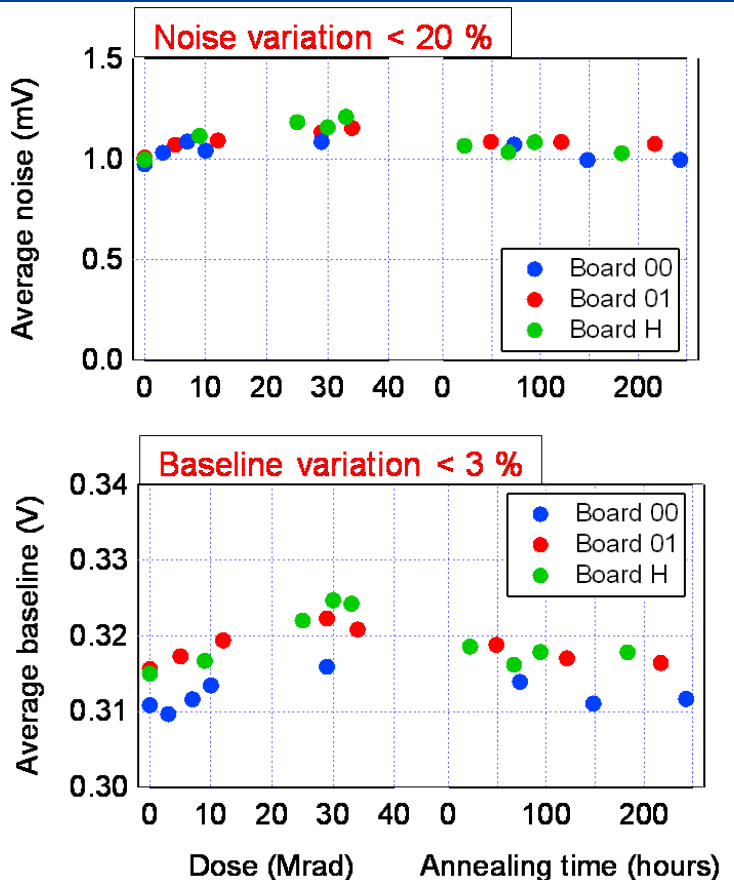 Noise variation < 20 %
Average noise (mV)
1.5
1.0
0.5
0.0
Board 00
Board 01
Board H
0 10 20 30 40 0 100 200
Baseline variation < 3 %
Average baseline (V)
0.34
0.33
0.32
0.31
0.30
Board 00
Board 01
Board H
0 10 20 30 40 0 100 200
Dose (Mrad) Annealing time (hours)